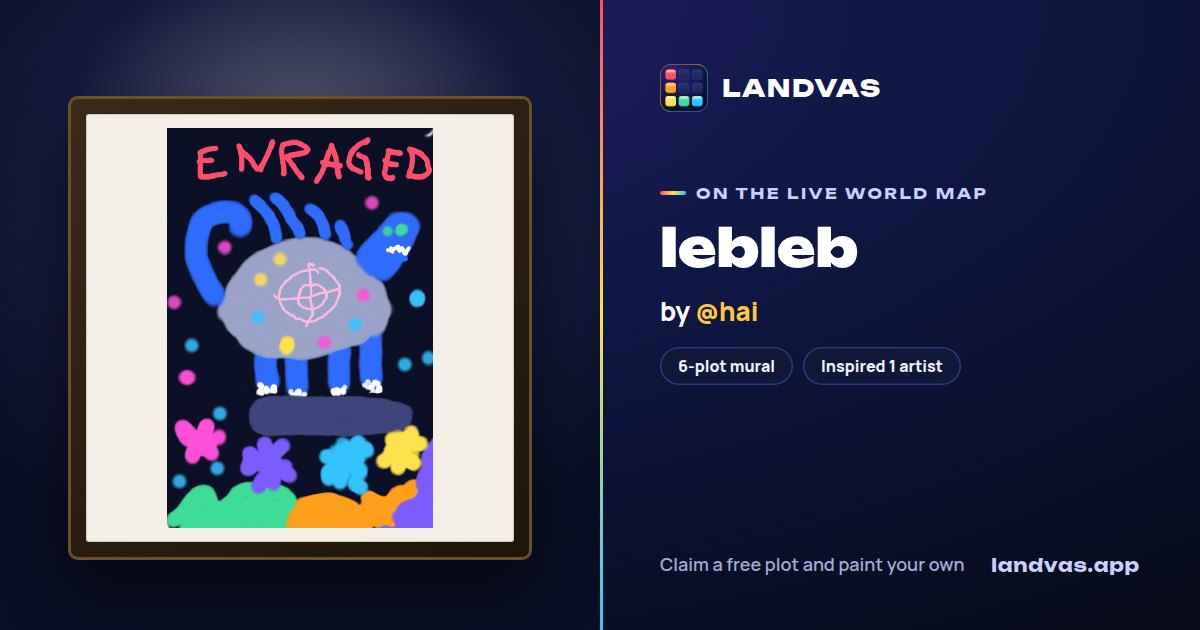 ENRAGED
LANDVAS
ON THE LIVE WORLD MAP
lebleb
by @hai
6-plot mural
Inspired 1 artist
Claim a free plot and paint your own
landvas.app